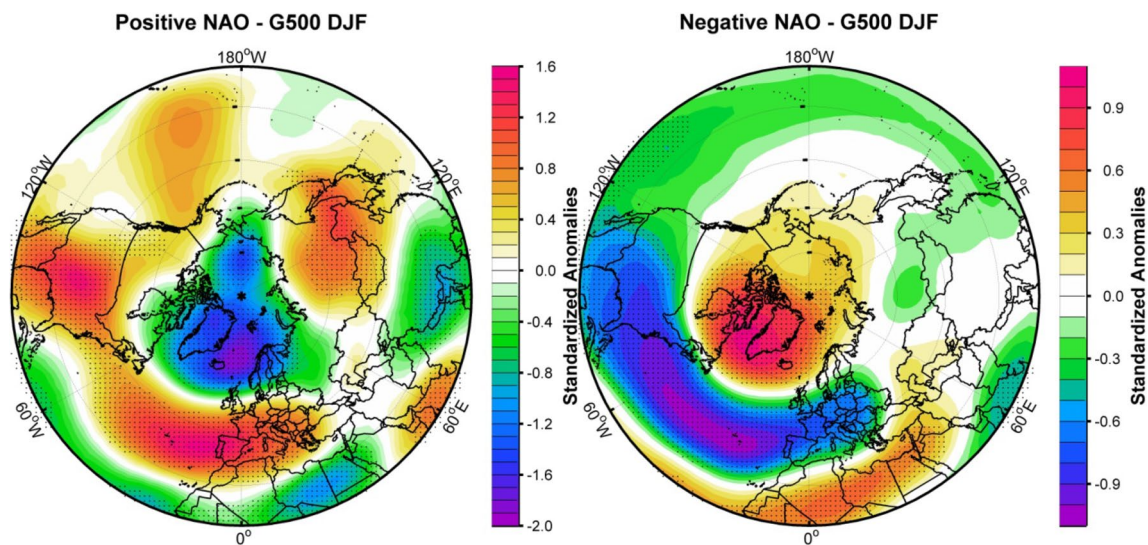 Positive NAO - G500 DJF
180°W
120°W
120°E
60°W
60°E
0°
1.6
1.2
0.8
0.4
0.0
-0.4
-0.8
-1.2
-1.6
-2.0
Standardized Anomalies
Negative NAO - G500 DJF
180°W
120°W
120°E
60°W
60°E
0°
0.9
0.6
0.3
0.0
-0.3
-0.6
-0.9
Standardized Anomalies